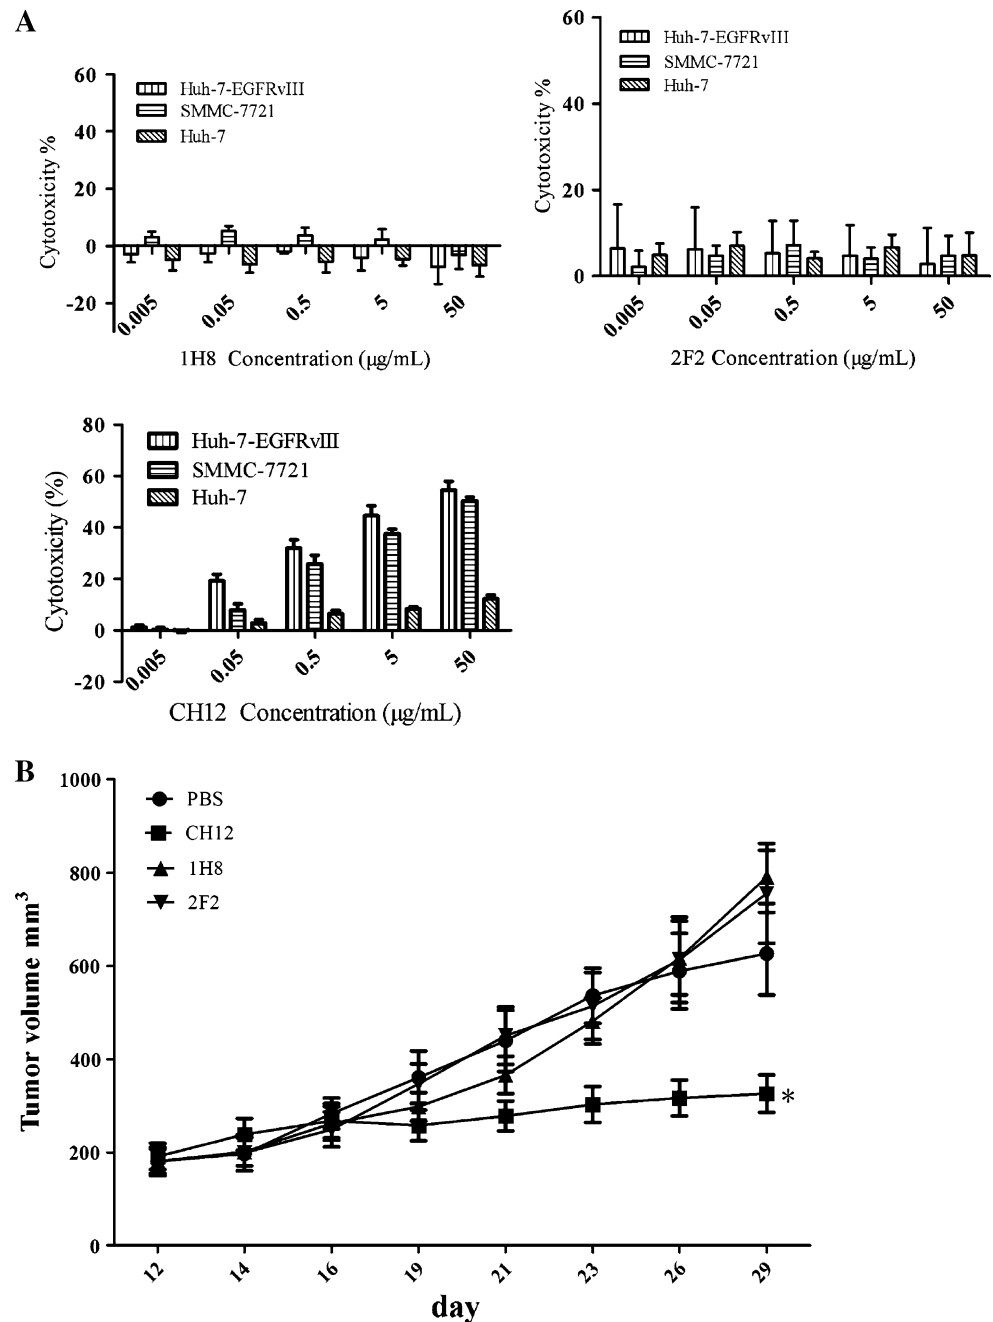 A
Cytotoxicity %
60
40
20
0
-20
Huh-7-EGFRvIII
SMMC-7721
Huh-7
0.005 0.05 0.5 5 50
1H8 Concentration (μg/mL)
Cytotoxicity %
60
40
20
0
Huh-7-EGFRvIII
SMMC-7721
Huh-7
0.005 0.05 0.5 5 50
2F2 Concentration (μg/mL)
Cytotoxicity (%)
80
60
40
20
0
-20
Huh-7-EGFRvIII
SMMC-7721
Huh-7
0.005 0.05 0.5 5 50
CH12 Concentration (μg/mL)
B
Tumor volume mm³
1000
800
600
400
200
0
PBS
CH12
1H8
2F2
*
12 14 16 19 21 23 26 29
day